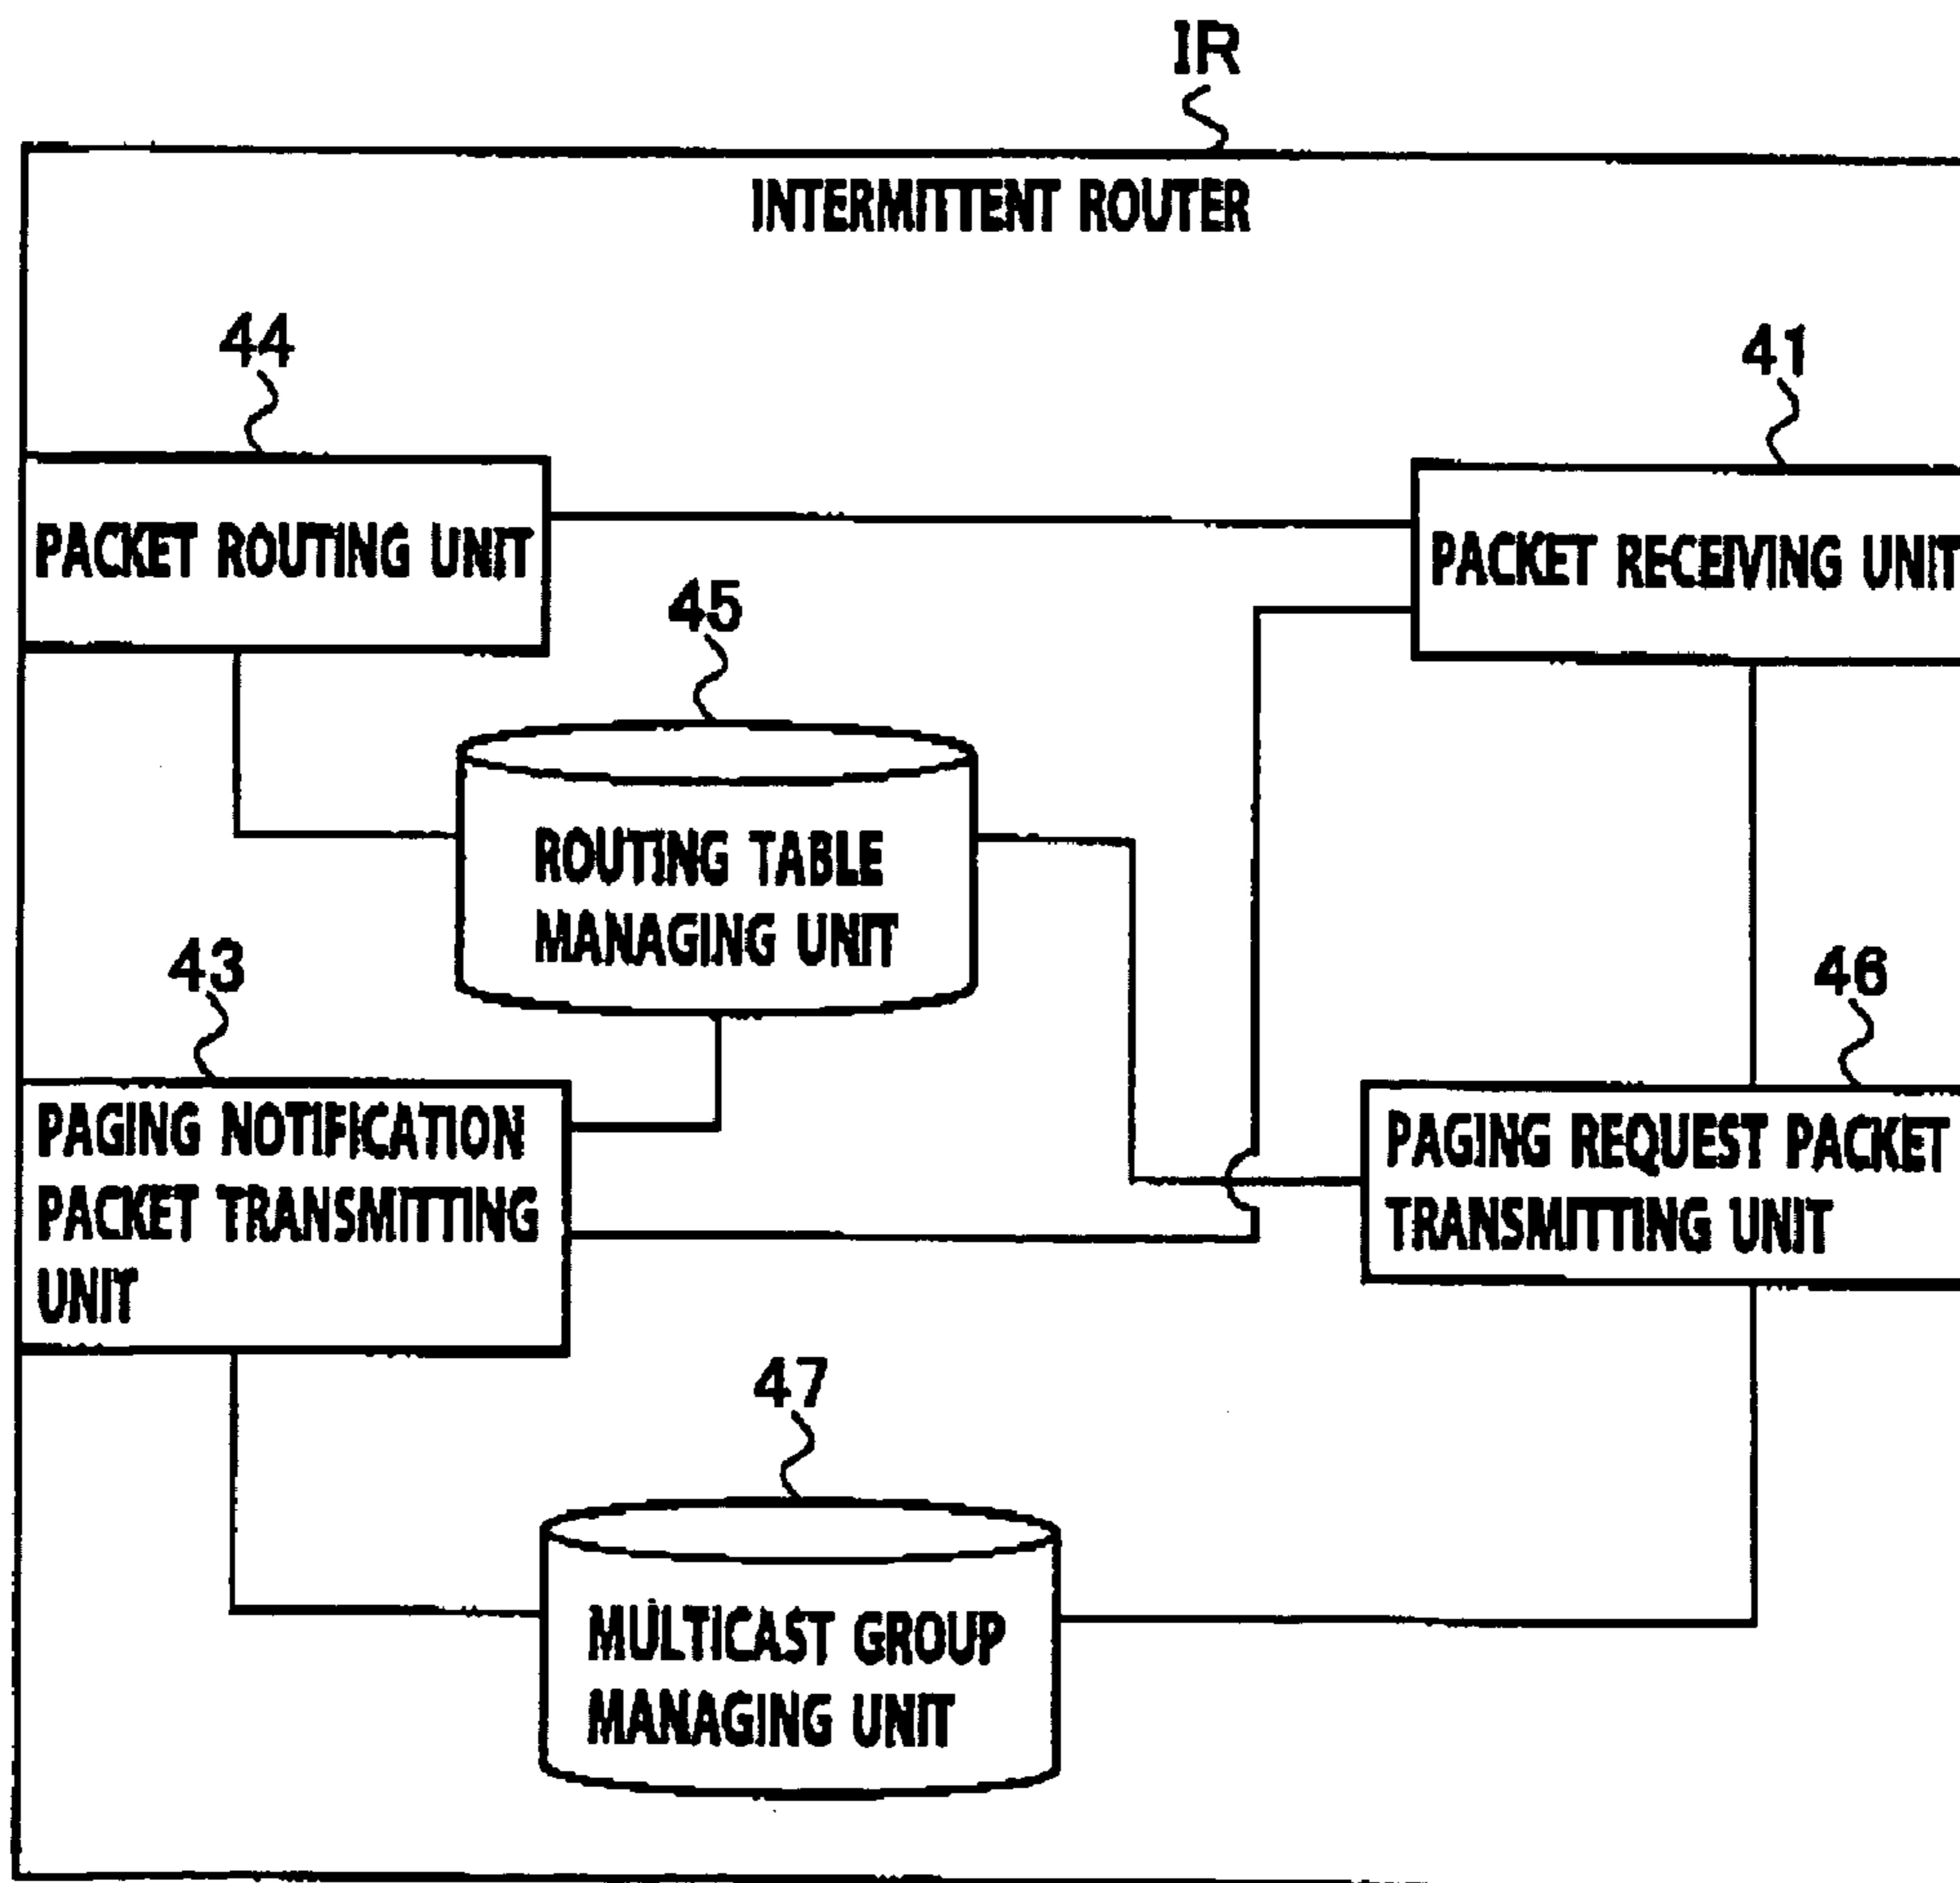 IR
INTERMITTENT ROUTER
44
41
PACKET ROUTING UNIT
PACKET RECEIVING UNIT
45
ROUTING TABLE
MANAGING UNIT
43
46
PAGING NOTIFICATION
PACKET TRANSMITTING
UNIT
PAGING REQUEST PACKET
TRANSMITTING UNIT
47
MULTICAST GROUP
MANAGING UNIT